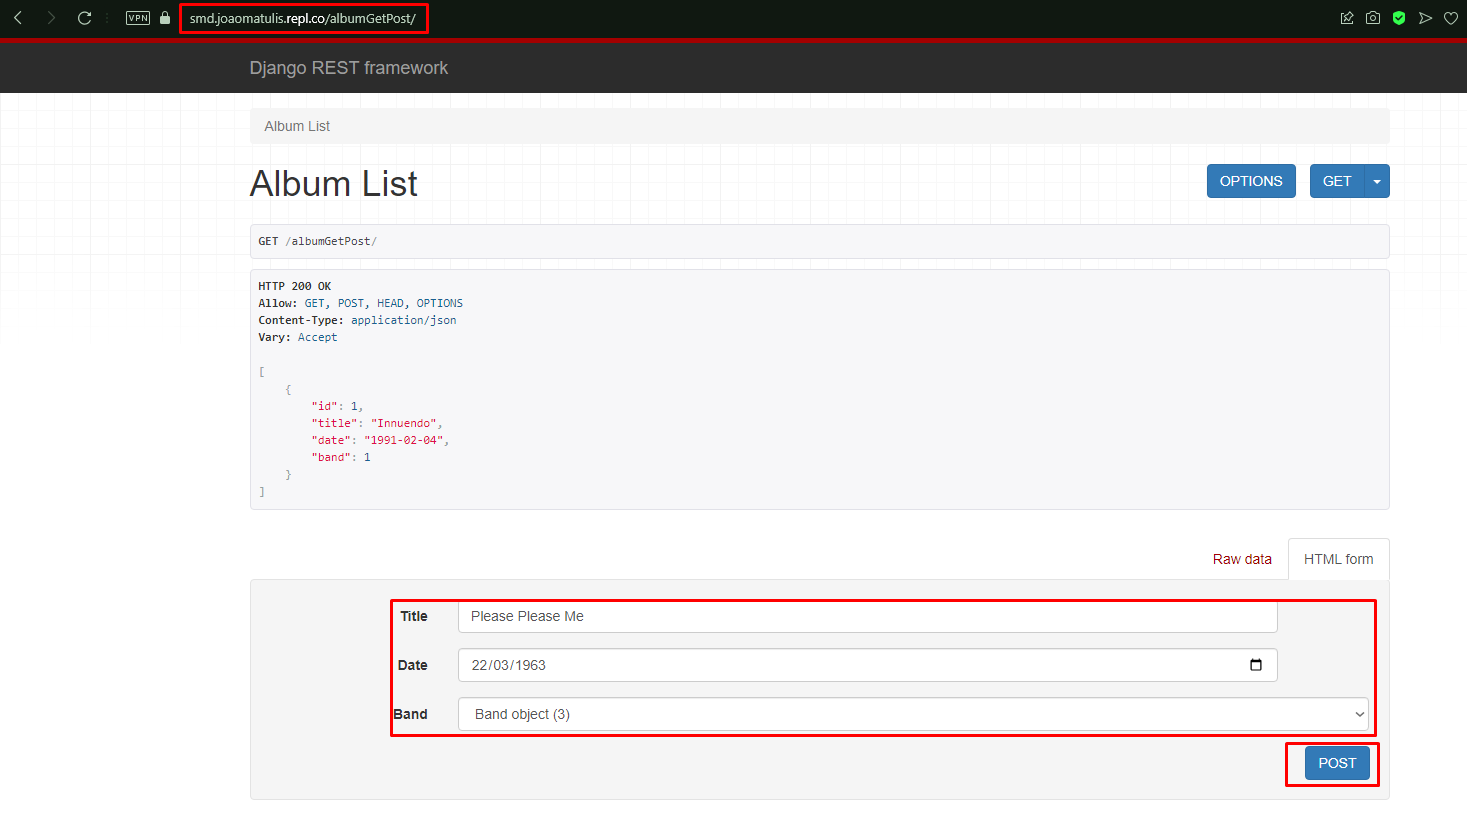 VPN smd.joaomatulis.repl.co/albumGetPost/
Django REST framework
Album List
Album List
OPTIONS GET
GET /albumGetPost/
HTTP 200 OK
Allow: GET, POST, HEAD, OPTIONS
Content-Type: application/json
Vary: Accept
[
    {
        "id": 1,
        "title": "Innuendo",
        "date": "1991-02-04",
        "band": 1
    }
]
Raw data HTML form
Title Please Please Me
Date 22/03/1963
Band Band object (3)
POST